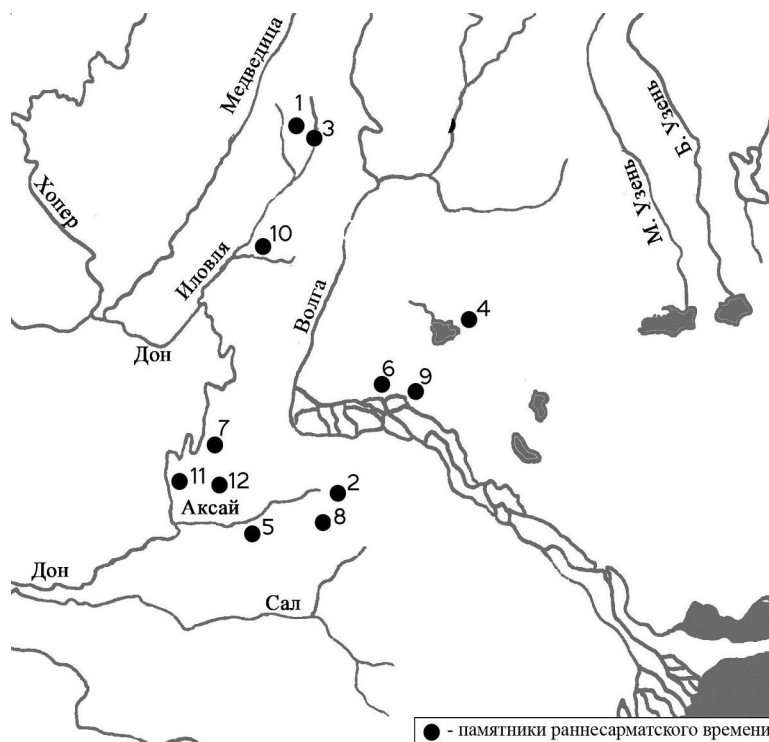 Медведица
1
3
Хопер
Б. Узень
М. Узень
10
Иловля
Волга
4
Дон
6
9
7
11
12
2
Аксай
5
8
Дон
Сал
- памятники раннесарматского времени